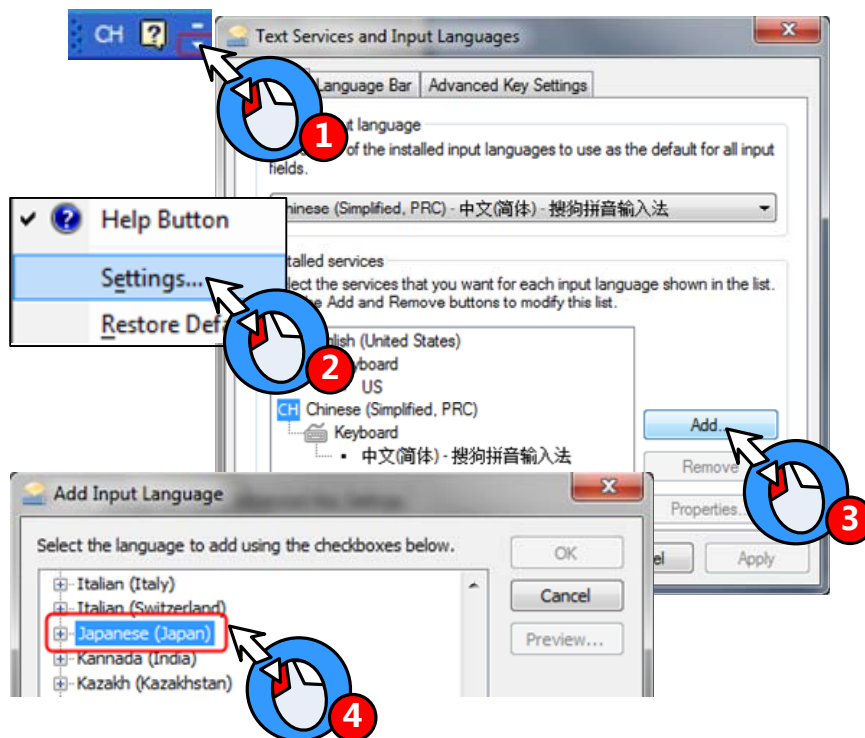 CH
Text Services and Input Languages
Language Bar Advanced Key Settings
language
of the installed input languages to use as the default for all input
fields.
Chinese (Simplified, PRC) - 中文(简体) - 搜狗拼音输入法
1
Help Button
Settings...
Restore Def
2
services
the services that you want for each input language shown in the list.
Add and Remove buttons to modify this list.
(United States)
US
CH Chinese (Simplified, PRC)
Keyboard
中文(简体) - 搜狗拼音输入法
Add...
Remove
Properties...
Apply
3
Add Input Language
Select the language to add using the checkboxes below.
Italian (Italy)
Italian (Switzerland)
Japanese (Japan)
Kannada (India)
Kazakh (Kazakhstan)
OK
Cancel
Preview...
4